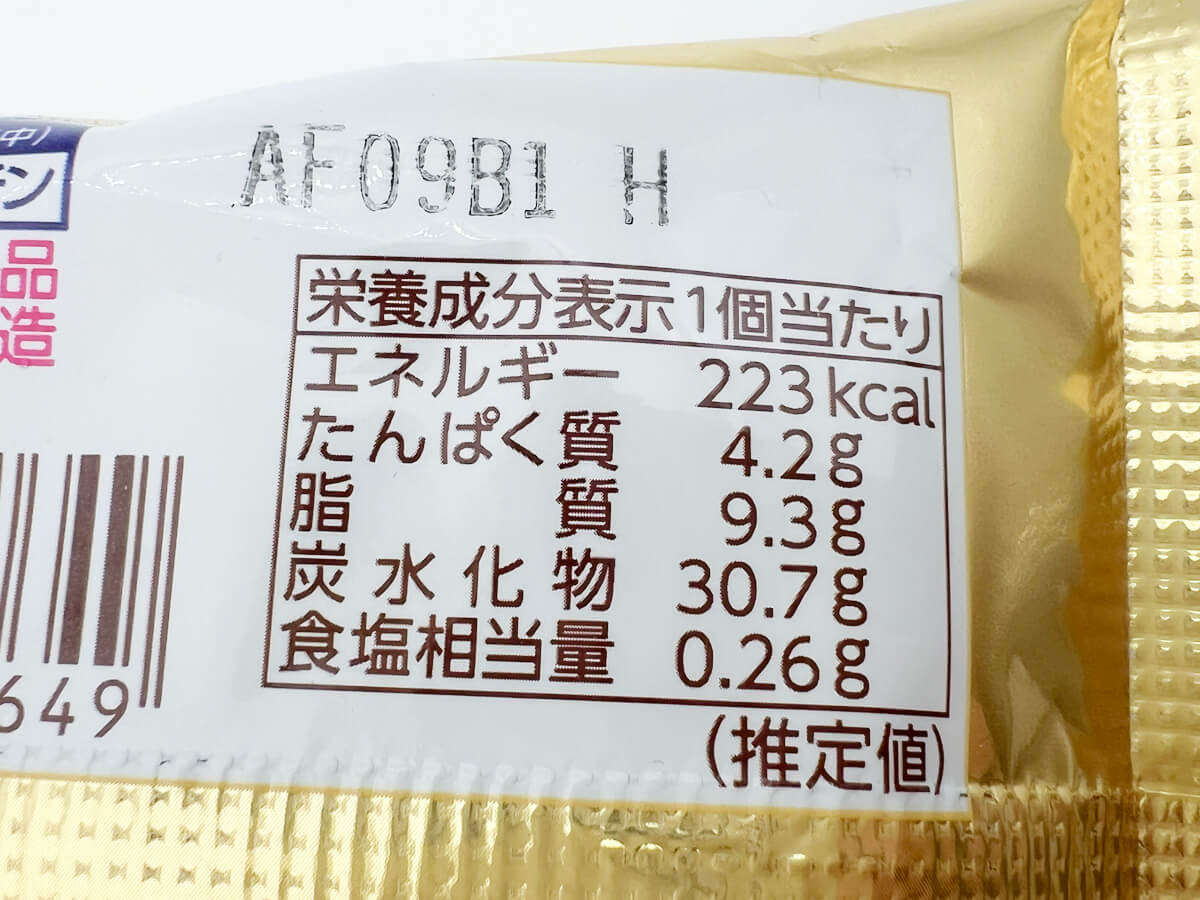 中)
ン
AF09B1 H
品
造
栄養成分表示1個当たり
エネルギー 223kcal
たんぱく質 4.2g
脂質 9.3g
炭水化物 30.7g
食塩相当量 0.26g
(推定値)
649